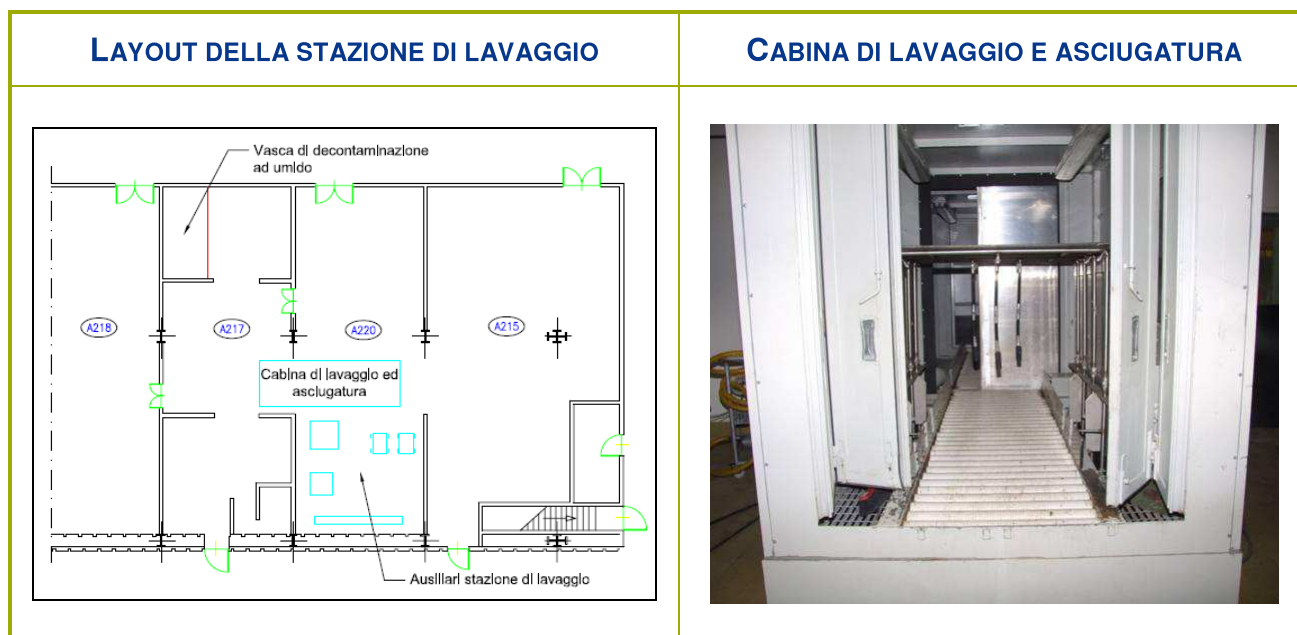 LAYOUT DELLA STAZIONE DI LAVAGGIO
CABINA DI LAVAGGIO E ASCIUGATURA
Vasca di decontaminazione
ad umido
A218
A217
A220
A215
Cabina di lavaggio ed
asciugatura
Ausiliari stazione di lavaggio